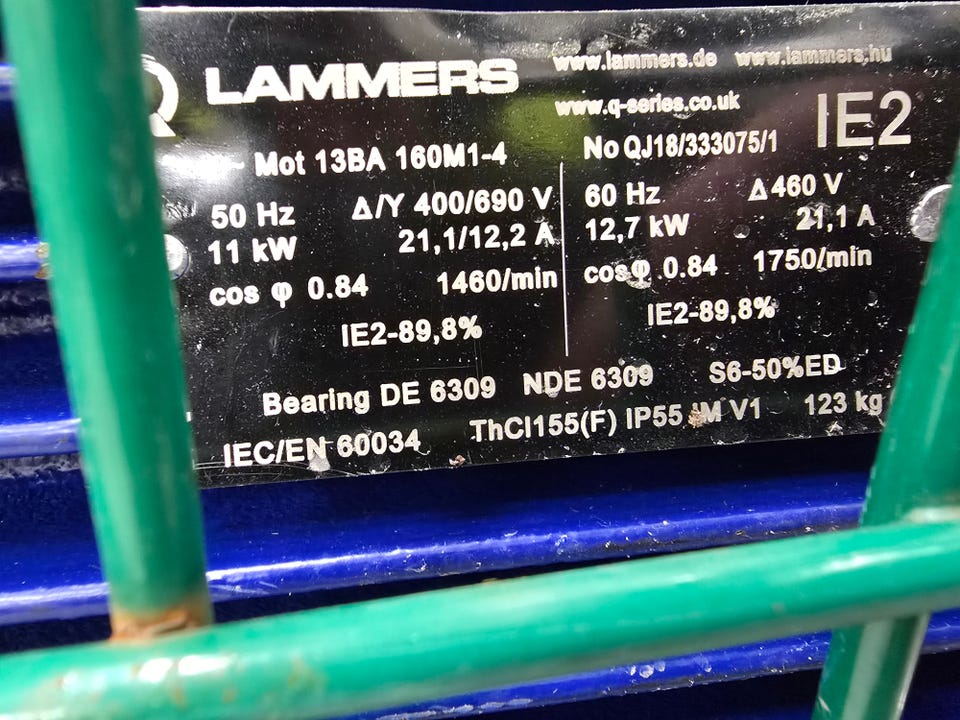 LAMMERS
www.lammers.de www.lammers.hu
www.q-series.co.uk
IE2
Mot 13BA 160M1-4
No QJ18/333075/1
50 Hz Δ/Y 400/690 V
11 kW 21,1/12,2 A
cos φ 0.84 1460/min
IE2-89,8%
60 Hz Δ 460 V
12,7 kW 21,1 A
cosφ 0.84 1750/min
IE2-89,8%
Bearing DE 6309 NDE 6309 S6-50%ED
IEC/EN 60034 ThCl155(F) IP55 IM V1 123 kg